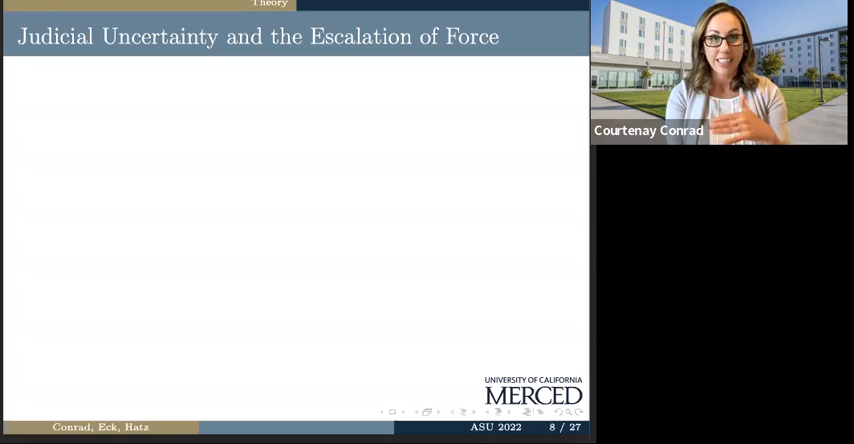 Theory
Judicial Uncertainty and the Escalation of Force
Courtenay Conrad
UNIVERSITY OF CALIFORNIA
MERCED
Conrad, Eck, Hatz
ASU 2022
8 / 27